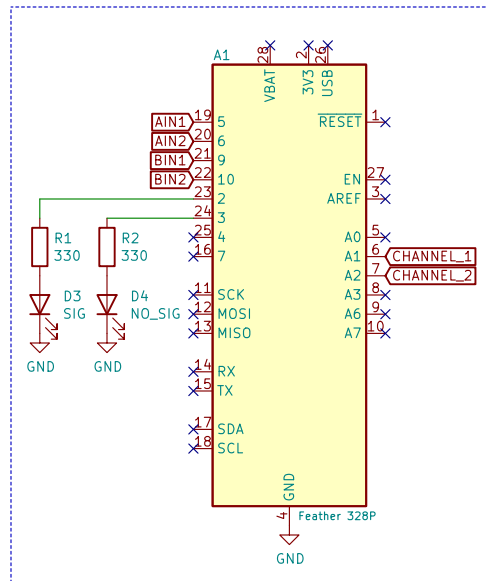 A1
28 2 26
VBAT 3V3 USB
AIN1 19 5 RESET 1
AIN2 20 6
BIN1 21 9
BIN2 22 10 EN 27
23 2 AREF 3
24 3
25 4 A0 5
16 7 A1 6 CHANNEL_1
A2 7 CHANNEL_2
R1 R2
330 330
11 SCK A3 8
12 MOSI A6 9
13 MISO A7 10
D3 D4
SIG NO_SIG
GND GND
14 RX
15 TX
17 SDA
18 SCL
GND
4 Feather 328P
GND